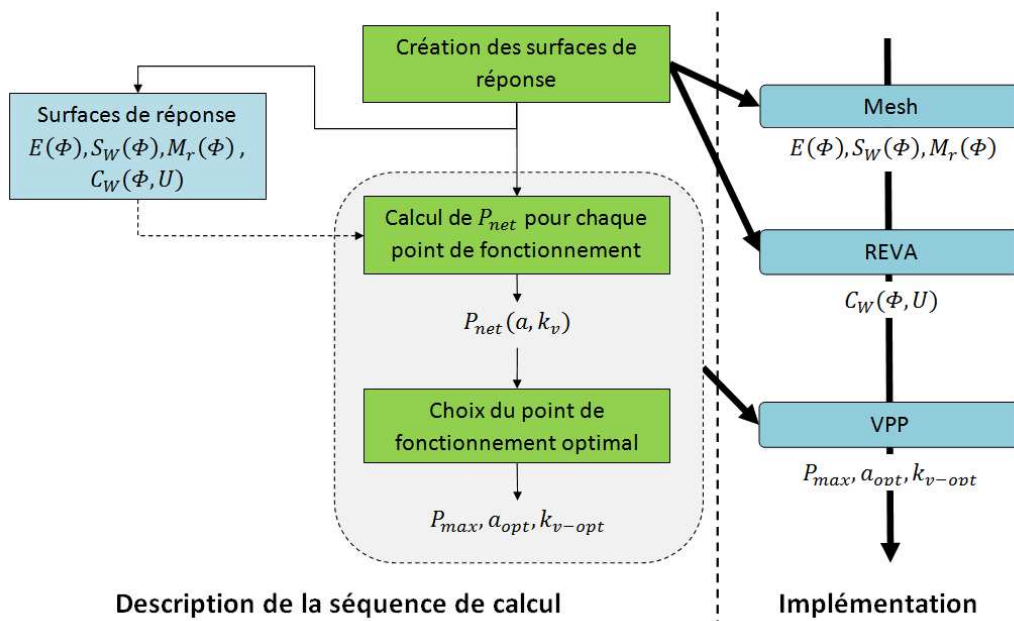 Création des surfaces de
réponse
Surfaces de réponse
E(Φ), S_W(Φ), M_r(Φ) ,
C_W(Φ, U)
Calcul de P_net pour chaque
point de fonctionnement
P_net(a, k_v)
Choix du point de
fonctionnement optimal
P_max, a_opt, k_v-opt
Description de la séquence de calcul
Mesh
E(Φ), S_W(Φ), M_r(Φ)
REVA
C_W(Φ, U)
VPP
P_max, a_opt, k_v-opt
Implémentation